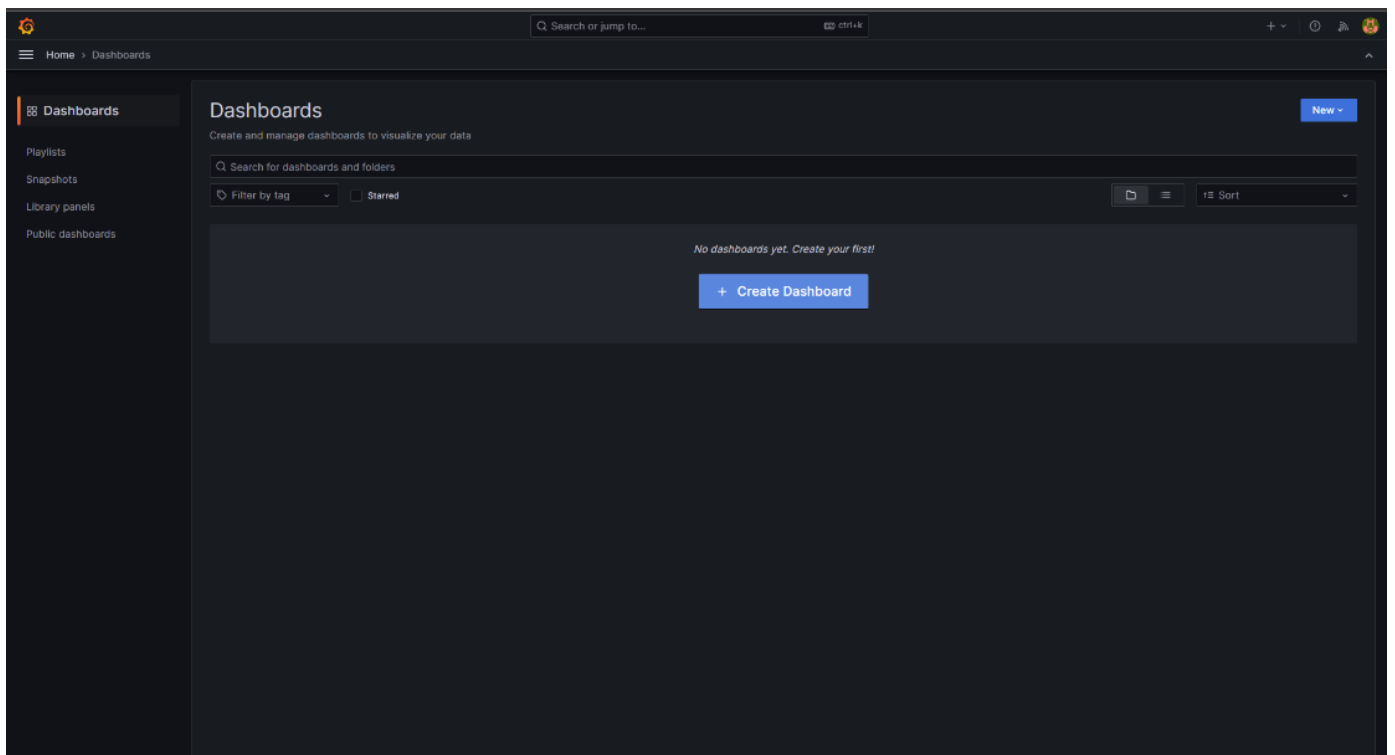 Search or jump to... ctrl+k
Home > Dashboards
Dashboards
Playlists
Snapshots
Library panels
Public dashboards
Dashboards
New
Create and manage dashboards to visualize your data
Search for dashboards and folders
Filter by tag
Starred
Sort
No dashboards yet. Create your first!
+ Create Dashboard